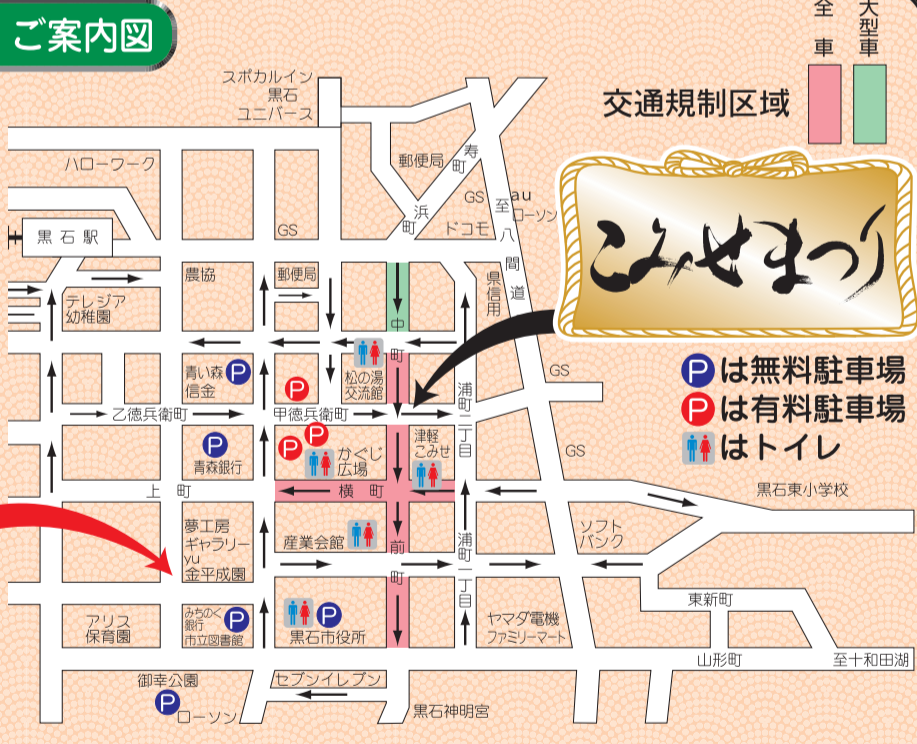 ご案内図
全車
大型車
交通規制区域
スポカルイン
黒石
ユニバース
ハローワーク
郵便局
寿町
浜町
GS
au
ローソン
ドコモ
至八間道
黒石駅
GS
農協
郵便局
県信用
こみせまつり
テレジア
幼稚園
中町
青い森
信金
P
P
松の湯
交流館
GS
Pは無料駐車場
Pは有料駐車場
はトイレ
乙徳兵衛町
甲徳兵衛町
浦町二丁目
P
青森銀行
P
P
かぐじ
広場
津軽
こみせ
GS
上町
横町
黒石東小学校
夢工房
ギャラリー
yu
金平成園
産業会館
前町
浦町一丁目
ソフト
バンク
アリス
保育園
みちのく
銀行
市立図書館
P
P
黒石市役所
ヤマダ電機
ファミリーマート
東新町
山形町
至十和田湖
御幸公園
P
ローソン
セブンイレブン
黒石神明宮